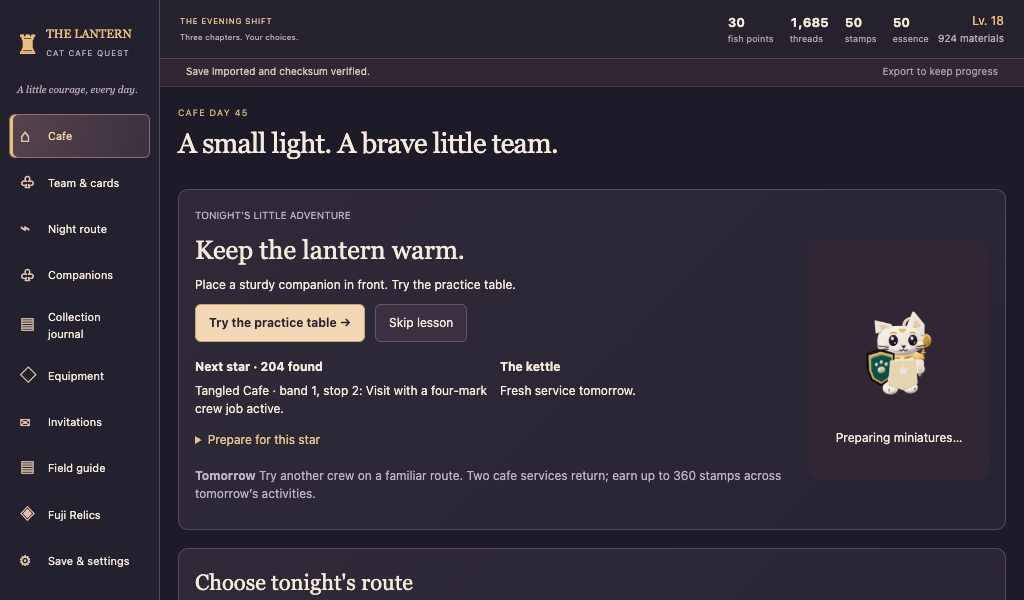 THE LANTERN
CAT CAFE QUEST
A little courage, every day.
Cafe
Team & cards
Night route
Companions
Collection
journal
Equipment
Invitations
Field guide
Fuji Relics
Save & settings
THE EVENING SHIFT
Three chapters. Your choices.
30
fish points
1,685
threads
50
stamps
50
essence
Lv. 18
924 materials
Save imported and checksum verified.
Export to keep progress
CAFE DAY 45
A small light. A brave little team.
TONIGHT'S LITTLE ADVENTURE
Keep the lantern warm.
Place a sturdy companion in front. Try the practice table.
Try the practice table →
Skip lesson
Next star · 204 found
Tangled Cafe · band 1, stop 2: Visit with a four-mark
crew job active.
The kettle
Fresh service tomorrow.
Prepare for this star
Tomorrow Try another crew on a familiar route. Two cafe services return; earn up to 360 stamps across
tomorrow’s activities.
Preparing miniatures…
Choose tonight's route